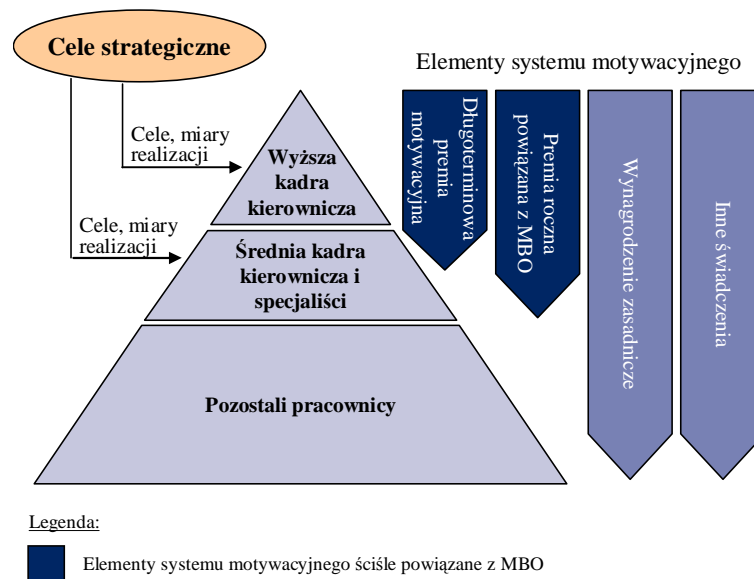 Cele strategiczne
Elementy systemu motywacyjnego
Cele, miary
realizacji
Wyższa
kadra
kierownicza
Cele, miary
realizacji
Średnia kadra
kierownicza i
specjaliści
Pozostali pracownicy
Długoterminowa
premia
motywacyjna
Premia roczna
powiązana z MBO
Wynagrodzenie zasadnicze
Inne świadczenia
Legenda:
Elementy systemu motywacyjnego ściśle powiązane z MBO